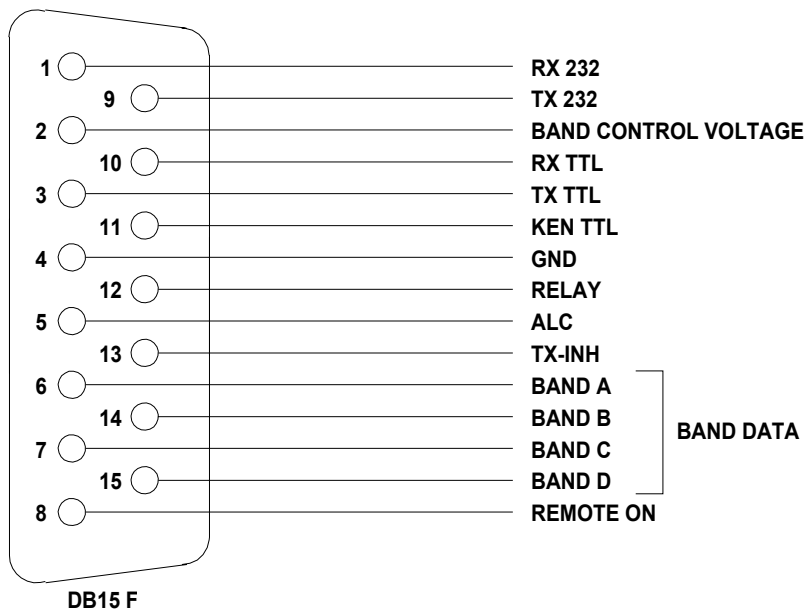 1 RX 232
9 TX 232
2 BAND CONTROL VOLTAGE
10 RX TTL
3 TX TTL
11 KEN TTL
4 GND
12 RELAY
5 ALC
13 TX-INH
6 BAND A
14 BAND B
BAND DATA
7 BAND C
15 BAND D
8 REMOTE ON
DB15 F